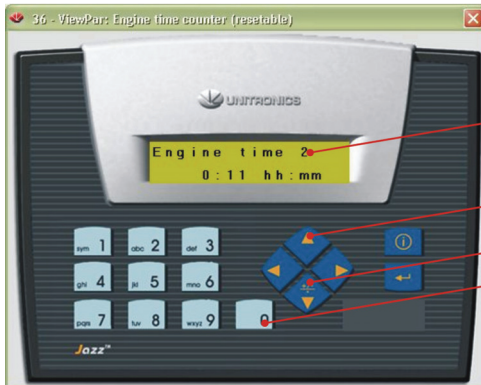 36 - ViewPar: Engine time counter (resetable)
UNITRONICS
Engine time 2
0:11 hh:mm
sym 1 abc 2 def 3
ghi 4 jkl 5 mno 6
pqrs 7 tuv 8 wxyz 9 0
Jazz™